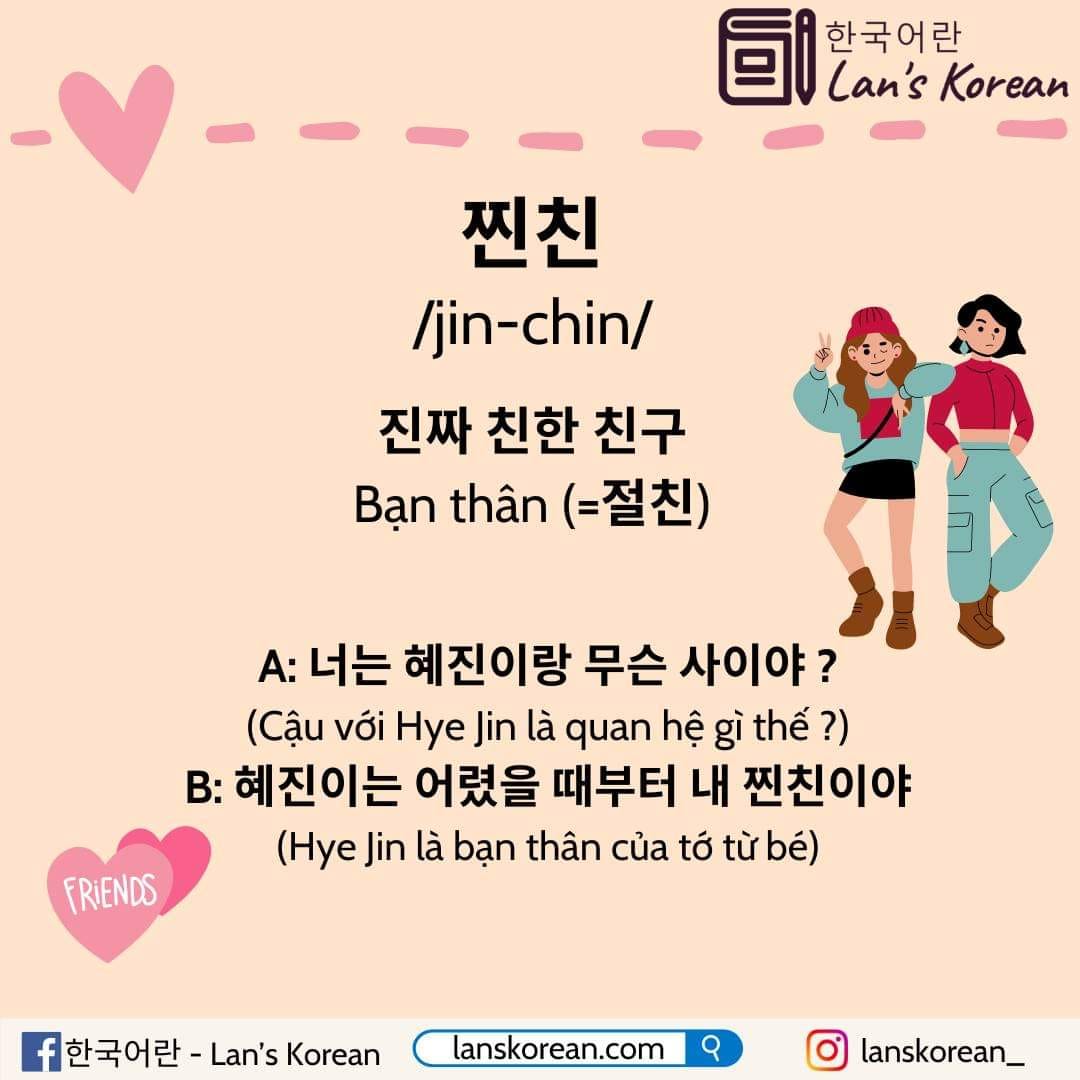 한국어란
Lan's Korean
찐친
/jin-chin/
진짜 친한 친구
Bạn thân (=절친)
A: 너는 혜진이랑 무슨 사이야 ?
(Cậu với Hye Jin là quan hệ gì thế ?)
B: 혜진이는 어렸을 때부터 내 찐친이야
(Hye Jin là bạn thân của tớ từ bé)
FRiENDS
한국어란 - Lan's Korean
lanskorean.com
lanskorean_